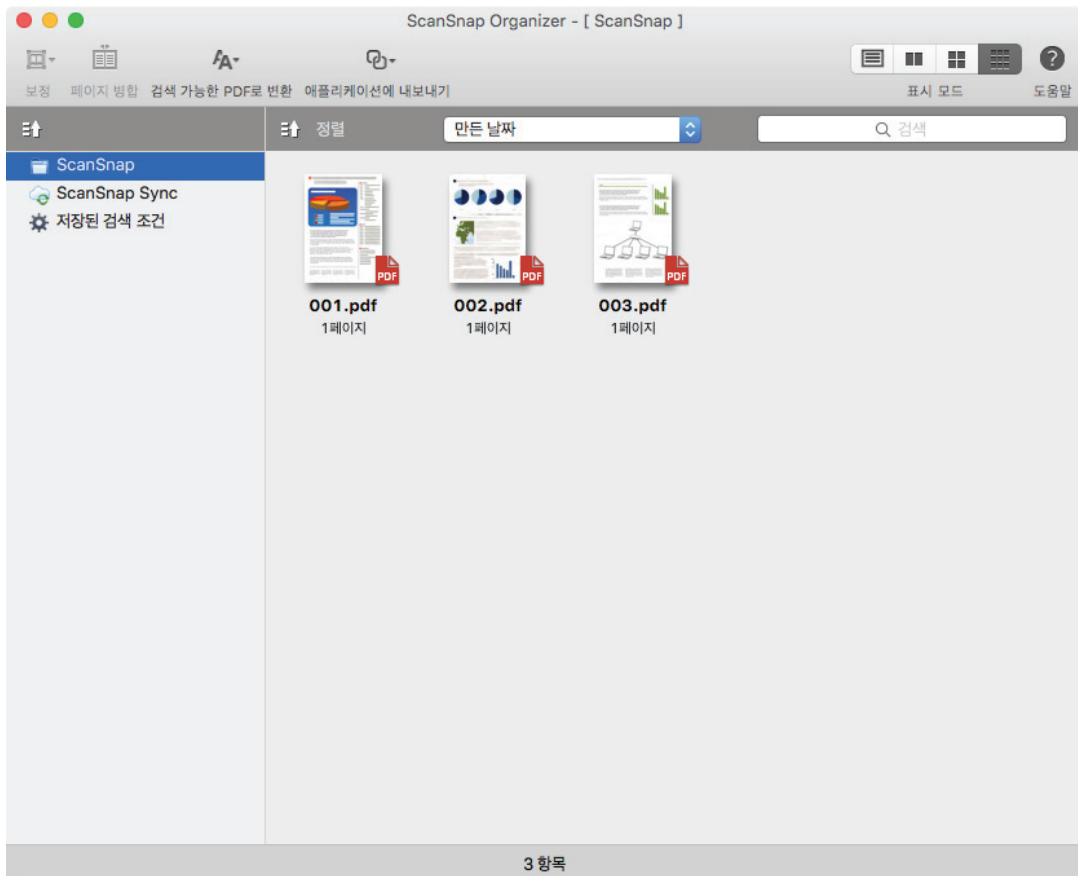 ScanSnap Organizer - [ ScanSnap ]
보정 페이지 병합 검색 가능한 PDF로 변환 애플리케이션에 내보내기 표시 모드 도움말
정렬 만든 날짜 검색
ScanSnap
ScanSnap Sync
저장된 검색 조건
PDF PDF PDF
001.pdf 002.pdf 003.pdf
1페이지 1페이지 1페이지
3 항목